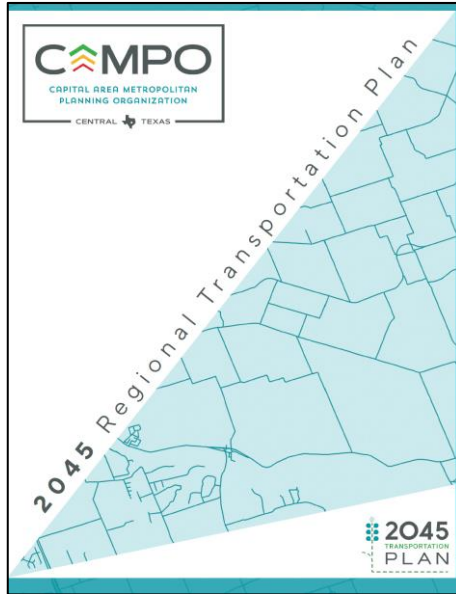 CAMPO
CAPITAL AREA METROPOLITAN
PLANNING ORGANIZATION
CENTRAL TEXAS
2045 Regional Transportation Plan
2045
TRANSPORTATION
PLAN